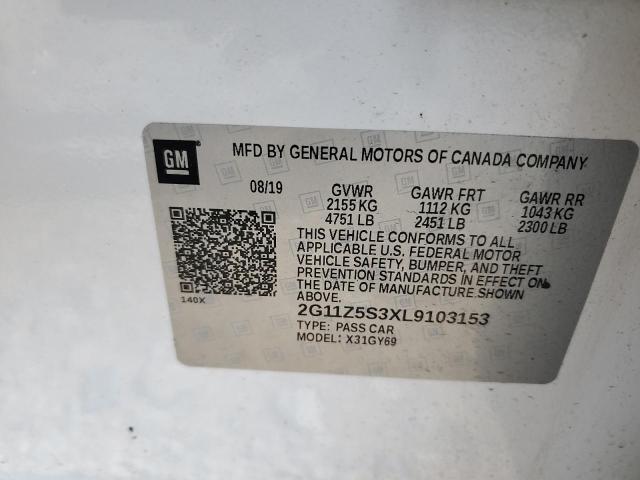 GM
MFD BY GENERAL MOTORS OF CANADA COMPANY
08/19 GVWR GAWR FRT GAWR RR
2155 KG 1112 KG 1043 KG
4751 LB 2451 LB 2300 LB
THIS VEHICLE CONFORMS TO ALL
APPLICABLE U.S. FEDERAL MOTOR
VEHICLE SAFETY, BUMPER, AND THEFT
PREVENTION STANDARDS IN EFFECT ON
THE DATE OF MANUFACTURE SHOWN
ABOVE.
140X
2G11Z5S3XL9103153
TYPE: PASS CAR
MODEL: X31GY69